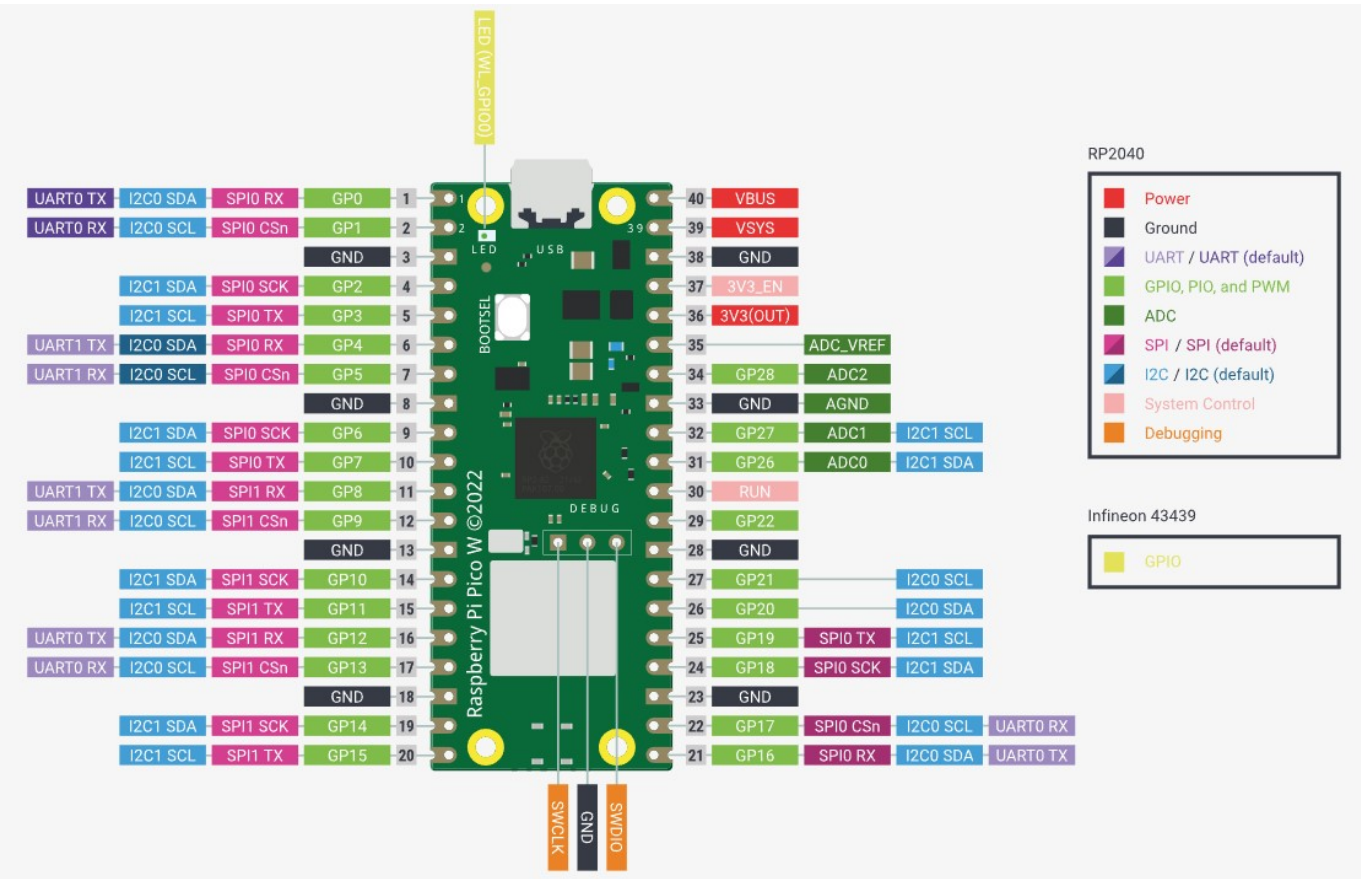 LED (WL_GPIO0)
UART0 TX I2C0 SDA SPI0 RX GP0 1
UART0 RX I2C0 SCL SPI0 CSn GP1 2
GND 3
I2C1 SDA SPI0 SCK GP2 4
I2C1 SCL SPI0 TX GP3 5
UART1 TX I2C0 SDA SPI0 RX GP4 6
UART1 RX I2C0 SCL SPI0 CSn GP5 7
GND 8
I2C1 SDA SPI0 SCK GP6 9
I2C1 SCL SPI0 TX GP7 10
UART1 TX I2C0 SDA SPI1 RX GP8 11
UART1 RX I2C0 SCL SPI1 CSn GP9 12
GND 13
I2C1 SDA SPI1 SCK GP10 14
I2C1 SCL SPI1 TX GP11 15
UART0 TX I2C0 SDA SPI1 RX GP12 16
UART0 RX I2C0 SCL SPI1 CSn GP13 17
GND 18
I2C1 SDA SPI1 SCK GP14 19
I2C1 SCL SPI1 TX GP15 20
1
2
39
LED
USB
BOOTSEL
DEBUG
Raspberry Pi Pico W ©2022
40 VBUS
39 VSYS
38 GND
37 3V3_EN
36 3V3(OUT)
35 ADC_VREF
34 GP28 ADC2
33 GND AGND
32 GP27 ADC1 I2C1 SCL
31 GP26 ADC0 I2C1 SDA
30 RUN
29 GP22
28 GND
27 GP21 I2C0 SCL
26 GP20 I2C0 SDA
25 GP19 SPI0 TX I2C1 SCL
24 GP18 SPI0 SCK I2C1 SDA
23 GND
22 GP17 SPI0 CSn I2C0 SCL UART0 RX
21 GP16 SPI0 RX I2C0 SDA UART0 TX
SWCLK
GND
SWDIO
RP2040
Power
Ground
UART / UART (default)
GPIO, PIO, and PWM
ADC
SPI / SPI (default)
I2C / I2C (default)
System Control
Debugging
Infineon 43439
GPIO